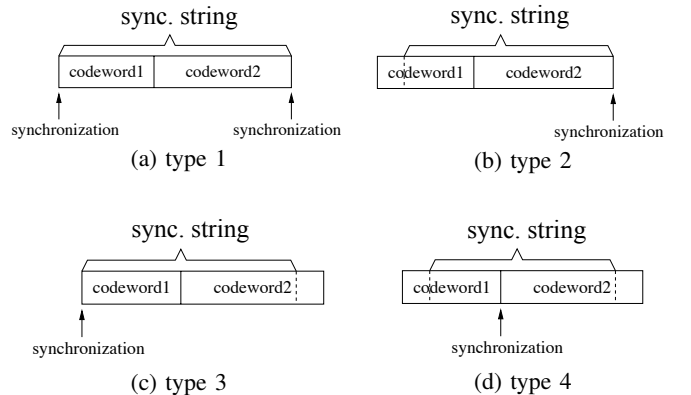 sync. string
codeword1 codeword2
synchronization synchronization
(a) type 1
sync. string
codeword1 codeword2
synchronization
(b) type 2
sync. string
codeword1 codeword2
synchronization
(c) type 3
sync. string
codeword1 codeword2
synchronization
(d) type 4